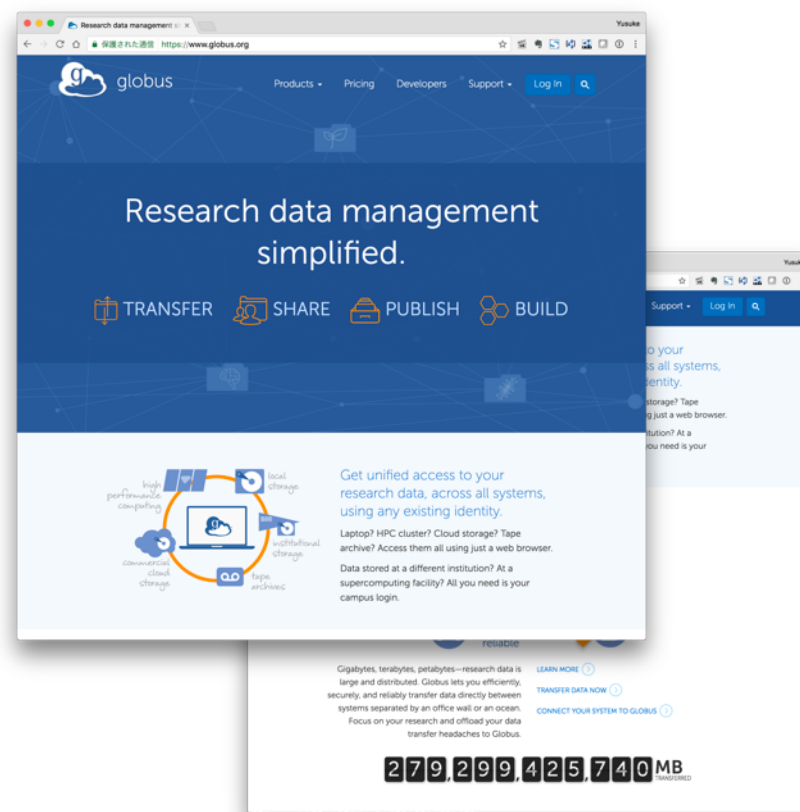 Research data management si
Yusuke
保護された通信 https://www.globus.org
globus
Products
Pricing
Developers
Support
Log In
Research data management
simplified.
TRANSFER
SHARE
PUBLISH
BUILD
high
performance
computing
local
storage
institutional
storage
tape
archives
commercial
cloud
storage
Get unified access to your
research data, across all systems,
using any existing identity.
Laptop? HPC cluster? Cloud storage? Tape
archive? Access them all using just a web browser.
Data stored at a different institution? At a
supercomputing facility? All you need is your
campus login.
Support
Log In
o your
ss all systems,
dentity.
storage? Tape
g just a web browser.
itution? At a
you need is your
reliable
Gigabytes, terabytes, petabytes—research data is
large and distributed. Globus lets you efficiently,
securely, and reliably transfer data directly between
systems separated by an office wall or an ocean.
Focus on your research and offload your data
transfer headaches to Globus.
LEARN MORE
TRANSFER DATA NOW
CONNECT YOUR SYSTEM TO GLOBUS
279,299,425,740 MB
TRANSFERRED